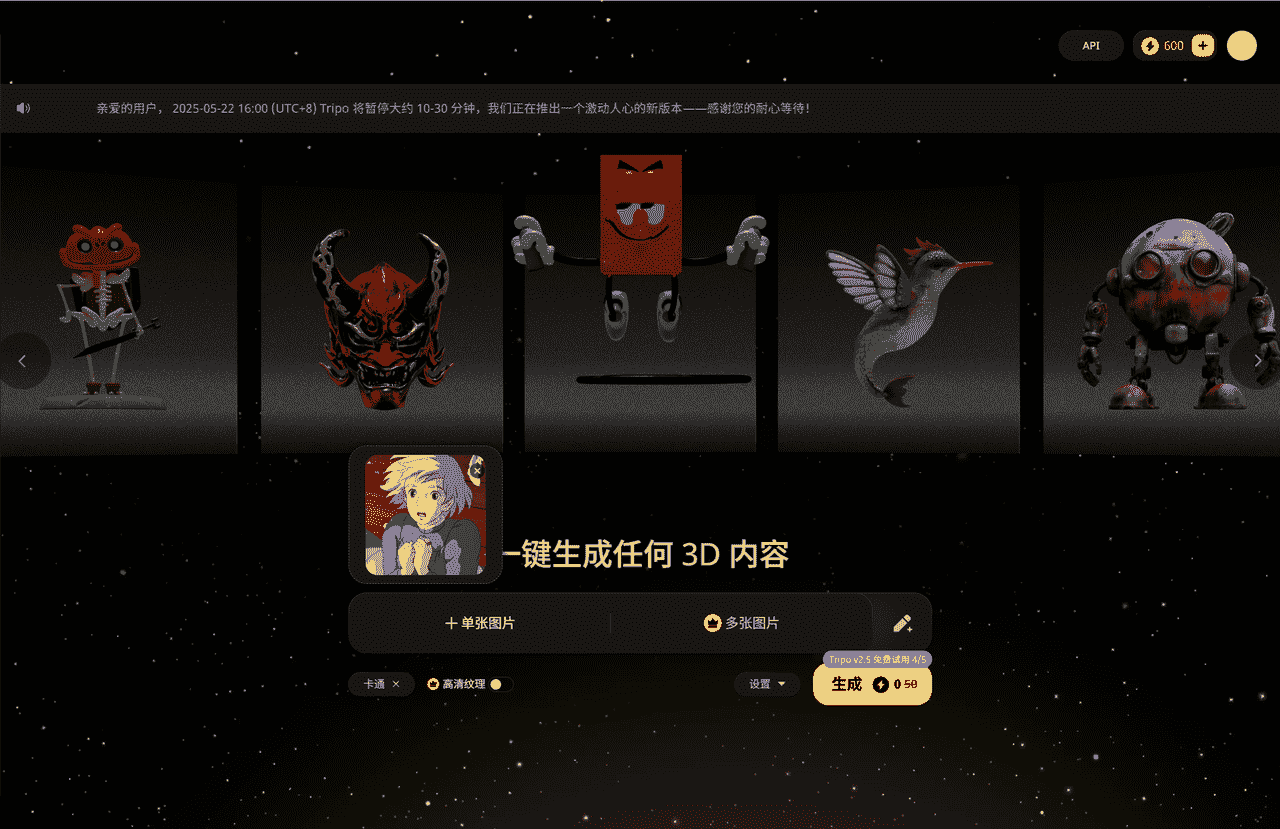 API
600
亲爱的用户， 2025-05-22 16:00 (UTC+8) Tripo 将暂停大约 10-30 分钟，我们正在推出一个激动人心的新版本——感谢您的耐心等待！
一键生成任何 3D 内容
单张图片
多张图片
Tripo v2.5 免费试用 4/5
卡通
高清纹理
设置
生成 0 50